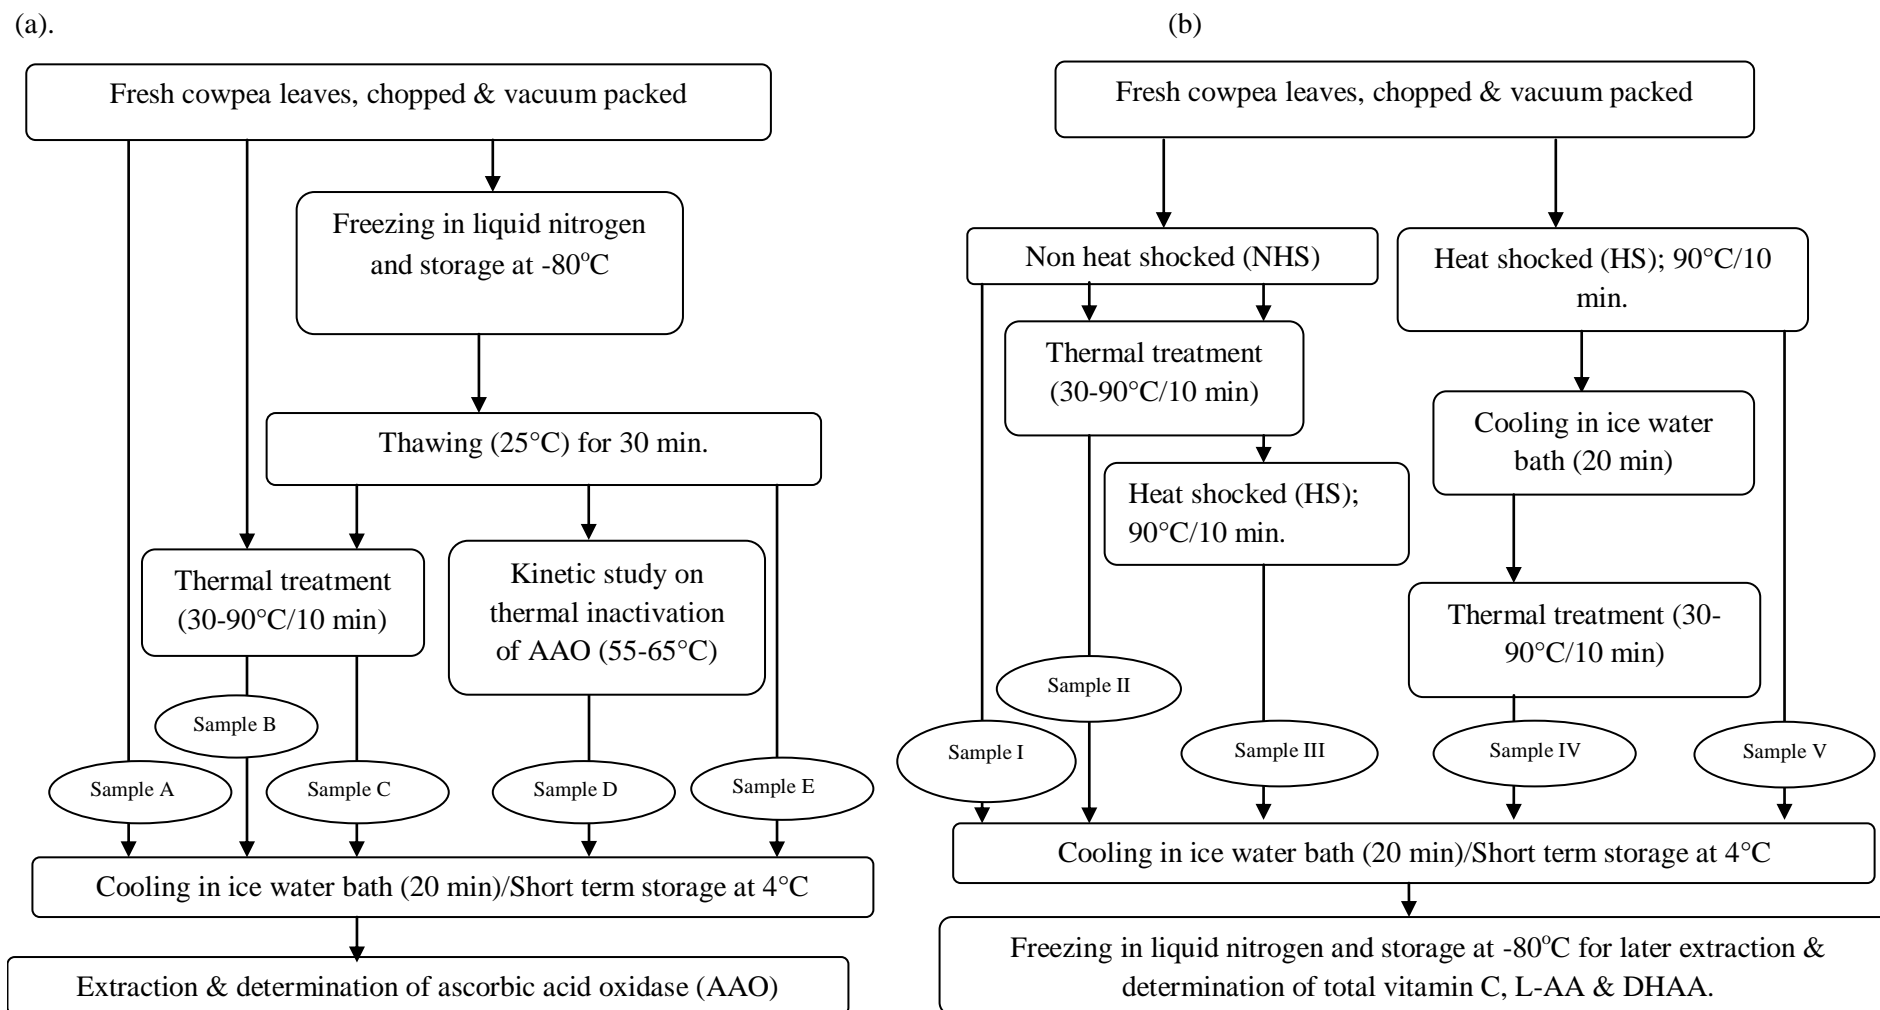 (a).
Fresh cowpea leaves, chopped & vacuum packed
Freezing in liquid nitrogen
and storage at -80°C
Thawing (25°C) for 30 min.
Thermal treatment
(30-90°C/10 min)
Kinetic study on
thermal inactivation
of AAO (55-65°C)
Sample B
Sample A
Sample C
Sample D
Sample E
Cooling in ice water bath (20 min)/Short term storage at 4°C
Extraction & determination of ascorbic acid oxidase (AAO)
(b)
Fresh cowpea leaves, chopped & vacuum packed
Non heat shocked (NHS)
Heat shocked (HS); 90°C/10
min.
Thermal treatment
(30-90°C/10 min)
Cooling in ice water
bath (20 min)
Heat shocked (HS);
90°C/10 min.
Thermal treatment (30-
90°C/10 min)
Sample II
Sample I
Sample III
Sample IV
Sample V
Cooling in ice water bath (20 min)/Short term storage at 4°C
Freezing in liquid nitrogen and storage at -80°C for later extraction &
determination of total vitamin C, L-AA & DHAA.